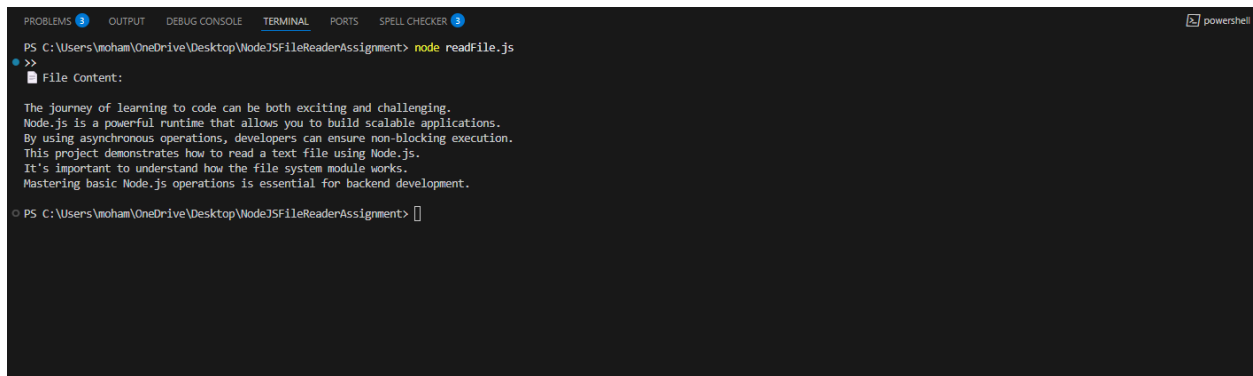 PROBLEMS 3 OUTPUT DEBUG CONSOLE TERMINAL PORTS SPELL CHECKER 3 powershell
PS C:\Users\moham\OneDrive\Desktop\NodeJSFileReaderAssignment> node readFile.js
>>
📄 File Content:
The journey of learning to code can be both exciting and challenging.
Node.js is a powerful runtime that allows you to build scalable applications.
By using asynchronous operations, developers can ensure non-blocking execution.
This project demonstrates how to read a text file using Node.js.
It's important to understand how the file system module works.
Mastering basic Node.js operations is essential for backend development.
PS C:\Users\moham\OneDrive\Desktop\NodeJSFileReaderAssignment>